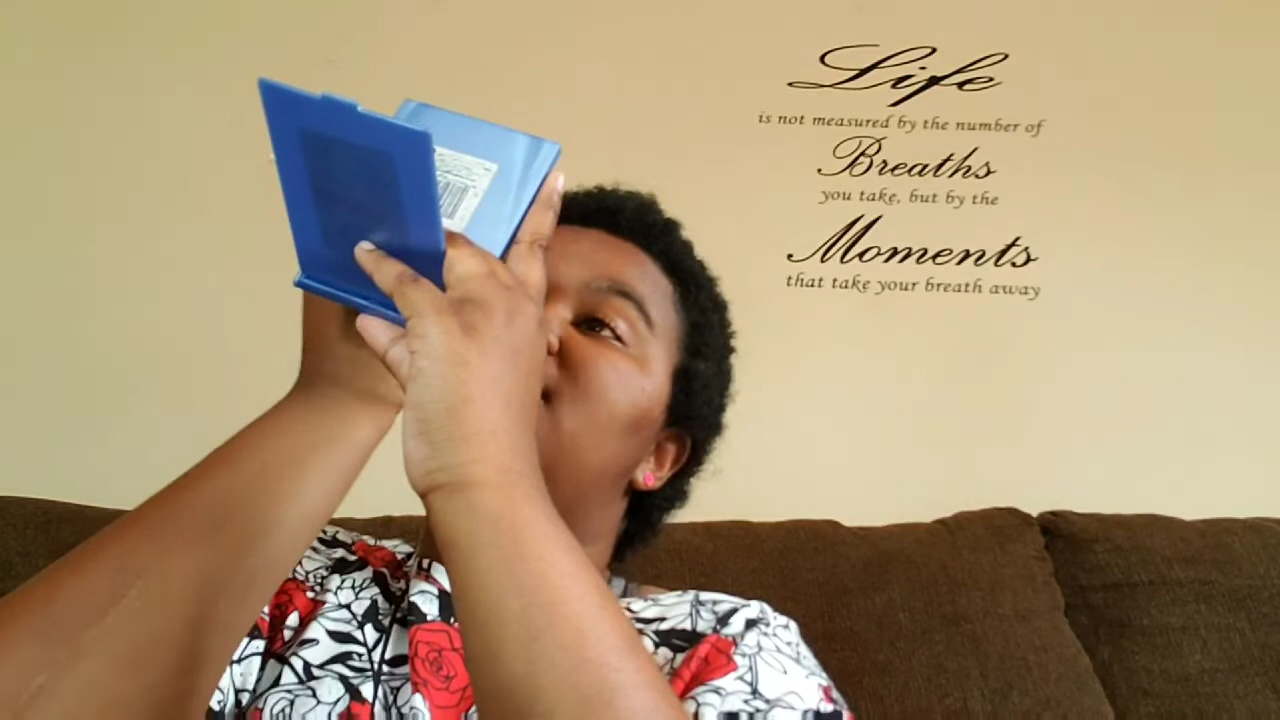 Life
is not measured by the number of
Breaths
you take, but by the
Moments
that take your breath away